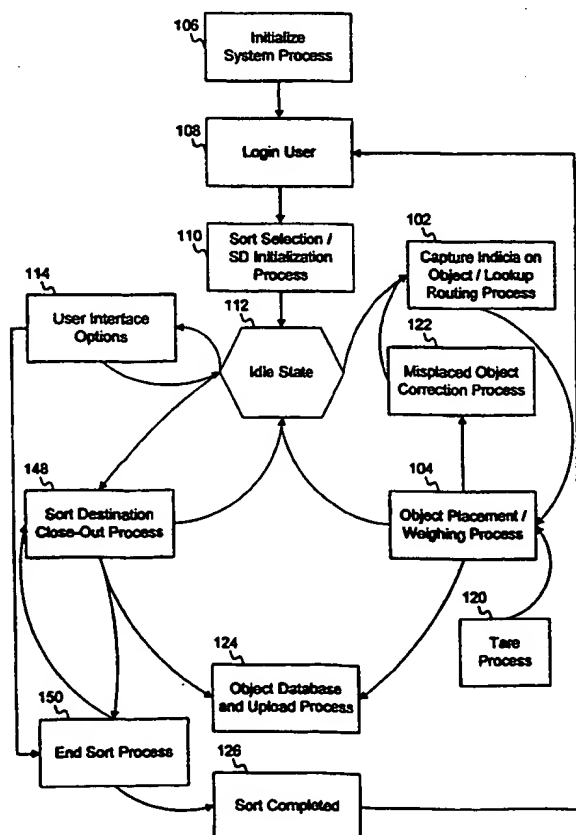 106
Initialize
System Process
108
Login User
110
Sort Selection /
SD Initialization
Process
102
Capture Indicia on
Object / Lookup
Routing Process
114
User Interface
Options
112
Idle State
122
Misplaced Object
Correction Process
148
Sort Destination
Close-Out Process
104
Object Placement /
Weighing Process
120
Tare
Process
124
Object Database
and Upload Process
150
End Sort Process
126
Sort Completed